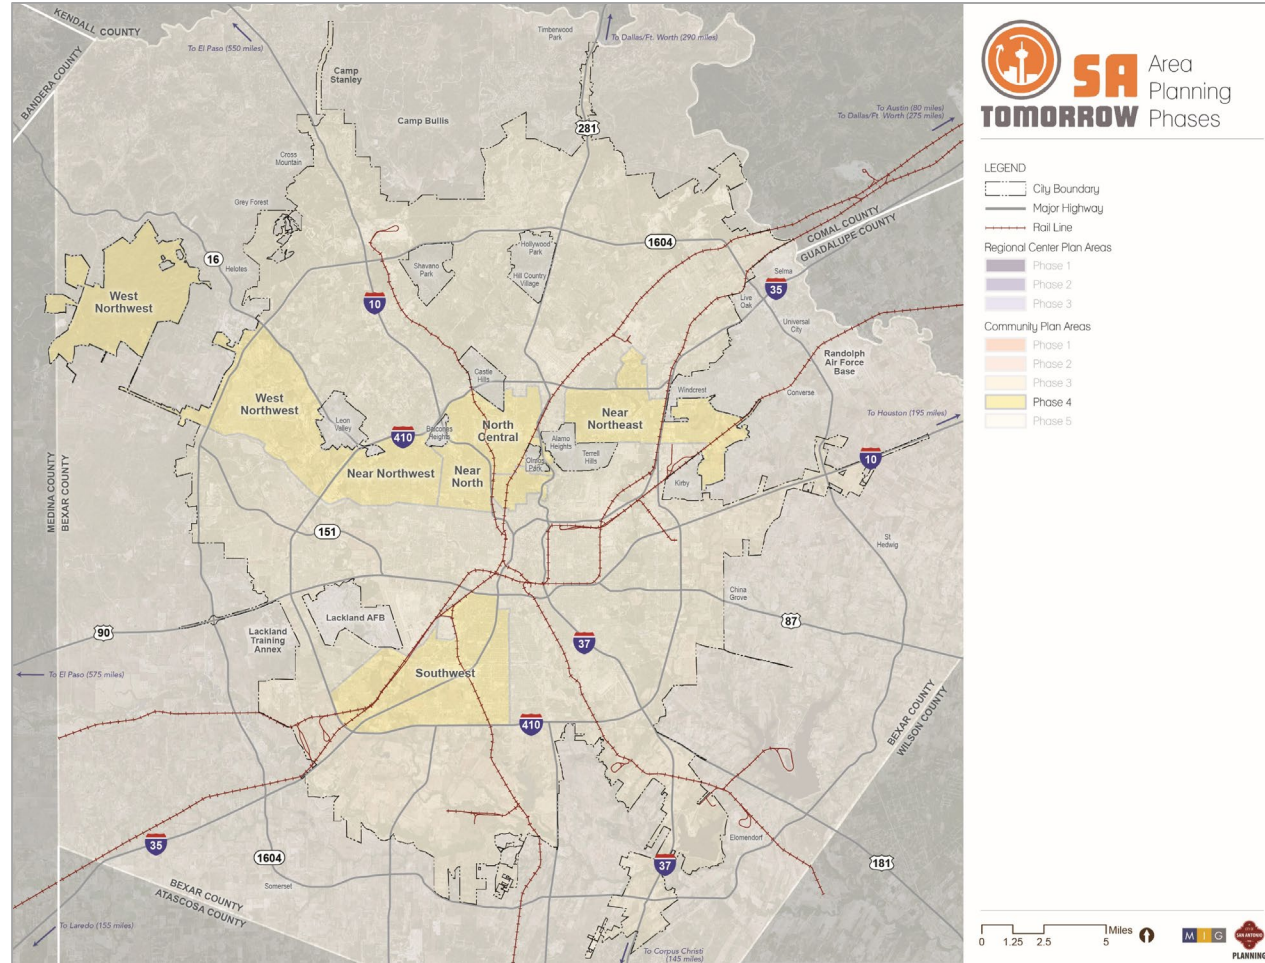 KENDALL COUNTY
BANDERA COUNTY
To El Paso (550 miles)
Timberwood
Park
To Dallas/Ft. Worth (290 miles)
Camp
Stanley
Camp Bullis
281
To Austin (80 miles)
To Dallas/Ft. Worth (275 miles)
Cross
Mountain
Grey Forest
16
Helotes
Shavano
Park
Hollywood
Park
Hill Country
Village
1604
COMAL COUNTY
GUADALUPE COUNTY
Selma
35
Live
Oak
Universal
City
10
West
Northwest
Randolph
Air Force
Base
Castle
Hills
Windcrest
Converse
West
Northwest
Leon
Valley
410
Balcones
Heights
North
Central
Near
Northeast
Alamo
Heights
Terrell
Hills
Olmos
Park
To Houston (195 miles)
10
Near Northwest
Near
North
Kirby
MEDINA COUNTY
BEXAR COUNTY
151
St
Hedwig
China
Grove
87
90
Lackland AFB
Lackland
Training
Annex
37
To El Paso (575 miles)
Southwest
410
BEXAR COUNTY
WILSON COUNTY
35
1604
Somerset
BEXAR COUNTY
ATASCOSA COUNTY
Elomendorf
37
181
To Laredo (155 miles)
To Corpus Christi
(145 miles)
SA
TOMORROW
Area
Planning
Phases
LEGEND
City Boundary
Major Highway
Rail Line
Regional Center Plan Areas
Phase 1
Phase 2
Phase 3
Community Plan Areas
Phase 1
Phase 2
Phase 3
Phase 4
Phase 5
Miles
0 1.25 2.5 5
M I G
SAN ANTONIO
PLANNING